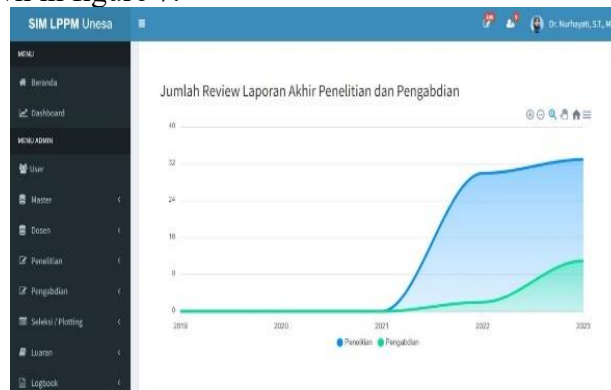 SIM LPPM Unesa
Dr. Nurhayati, S.T., M
MENU
Beranda
Dashboard
MENU ADMIN
User
Master
Dosen
Penelitian
Pengabdian
Seleksi / Plotting
Luaran
Logbook
Jumlah Review Laporan Akhir Penelitian dan Pengabdian
40
32
24
16
8
0
2019 2020 2021 2022 2023
Penelitian Pengabdian